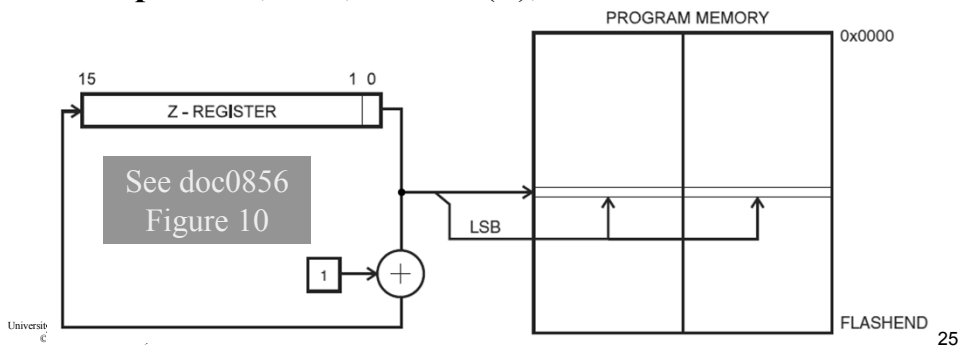 PROGRAM MEMORY
0x0000
15 1 0
Z - REGISTER
See doc0856
Figure 10
LSB
1
+
FLASHEND
©
25